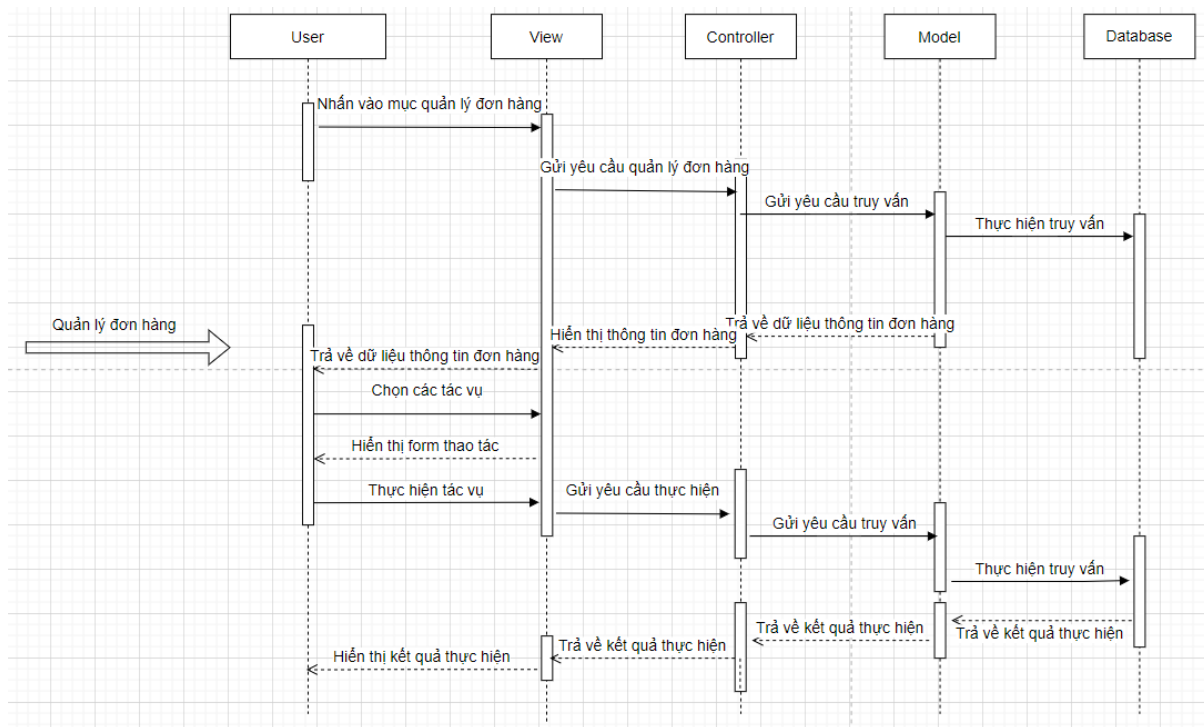 User
View
Controller
Model
Database
Nhấn vào mục quản lý đơn hàng
Gửi yêu cầu quản lý đơn hàng
Gửi yêu cầu truy vấn
Thực hiện truy vấn
Quản lý đơn hàng
Trả về dữ liệu thông tin đơn hàng
Hiển thị thông tin đơn hàng
Trả về dữ liệu thông tin đơn hàng
Chọn các tác vụ
Hiển thị form thao tác
Thực hiện tác vụ
Gửi yêu cầu thực hiện
Gửi yêu cầu truy vấn
Thực hiện truy vấn
Trả về kết quả thực hiện
Trả về kết quả thực hiện
Trả về kết quả thực hiện
Hiển thị kết quả thực hiện